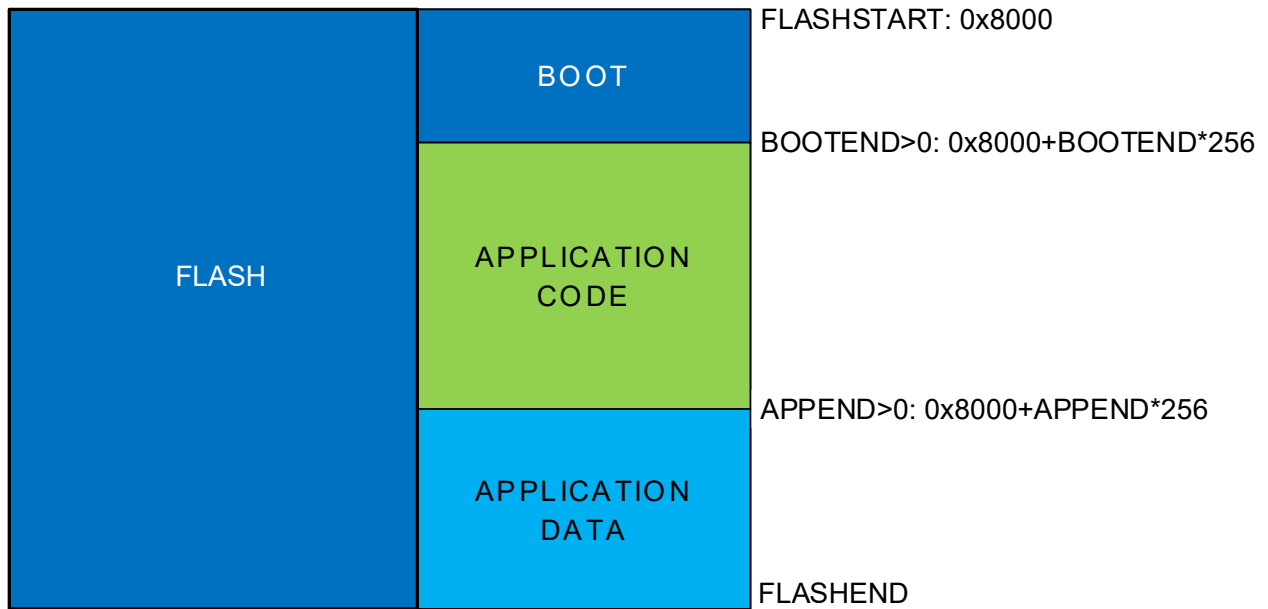 FLASHSTART: 0x8000
BOOT
BOOTEND>0: 0x8000+BOOTEND*256
FLASH
APPLICATION
CODE
APPEND>0: 0x8000+APPEND*256
APPLICATION
DATA
FLASHEND